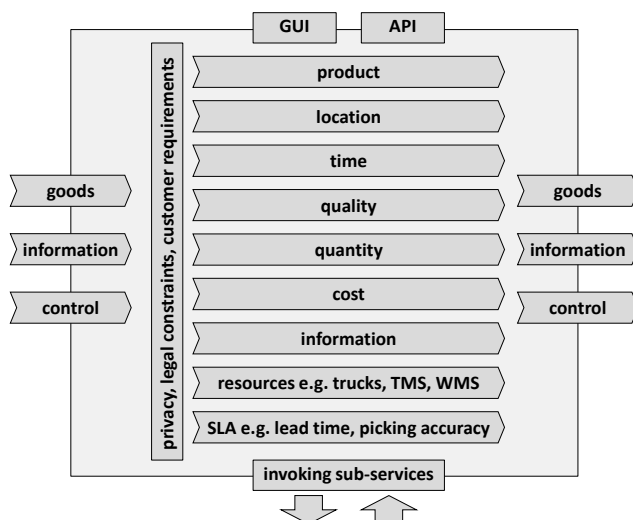 GUI
API
privacy, legal constraints, customer requirements
product
location
time
quality
quantity
cost
information
resources e.g. trucks, TMS, WMS
SLA e.g. lead time, picking accuracy
goods
information
control
goods
information
control
invoking sub-services